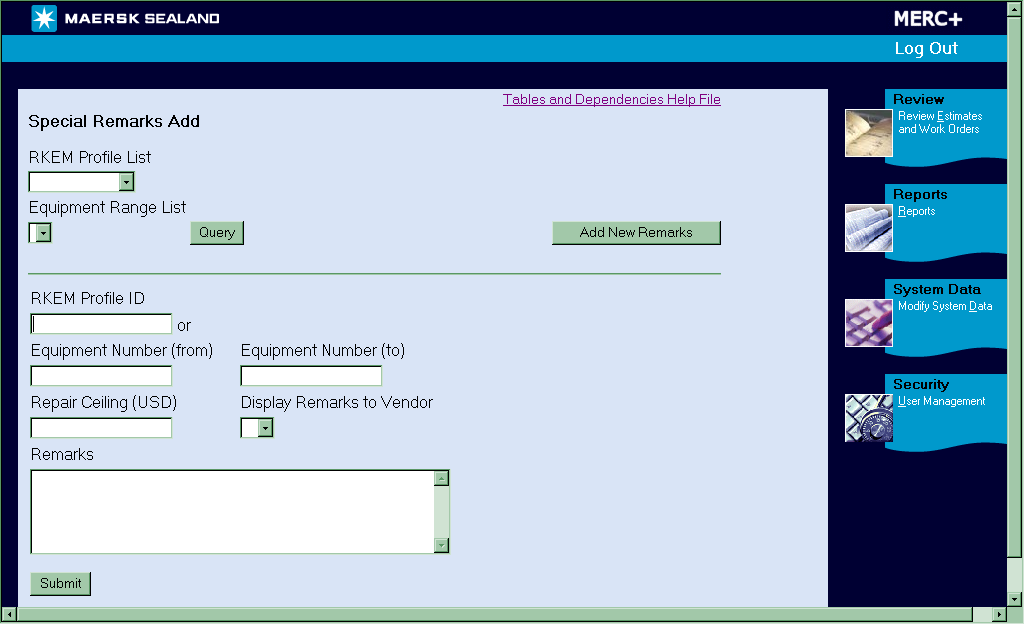 MAERSK SEALAND
MERC+
Log Out
Tables and Dependencies Help File
Special Remarks Add
RKEM Profile List
Equipment Range List
Query
Add New Remarks
RKEM Profile ID
or
Equipment Number (from)
Equipment Number (to)
Repair Ceiling (USD)
Display Remarks to Vendor
Remarks
Submit
Review
Review Estimates
and Work Orders
Reports
Reports
System Data
Modify System Data
Security
User Management